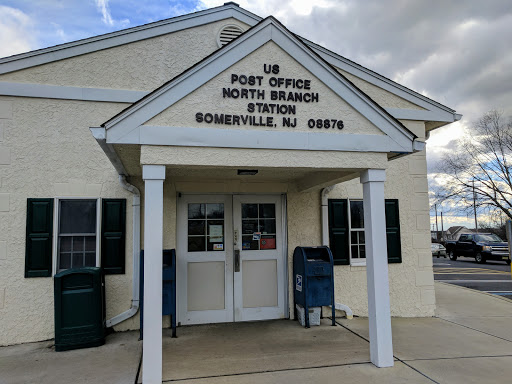 US
POST OFFICE
NORTH BRANCH
STATION
SOMERVILLE, NJ 08876